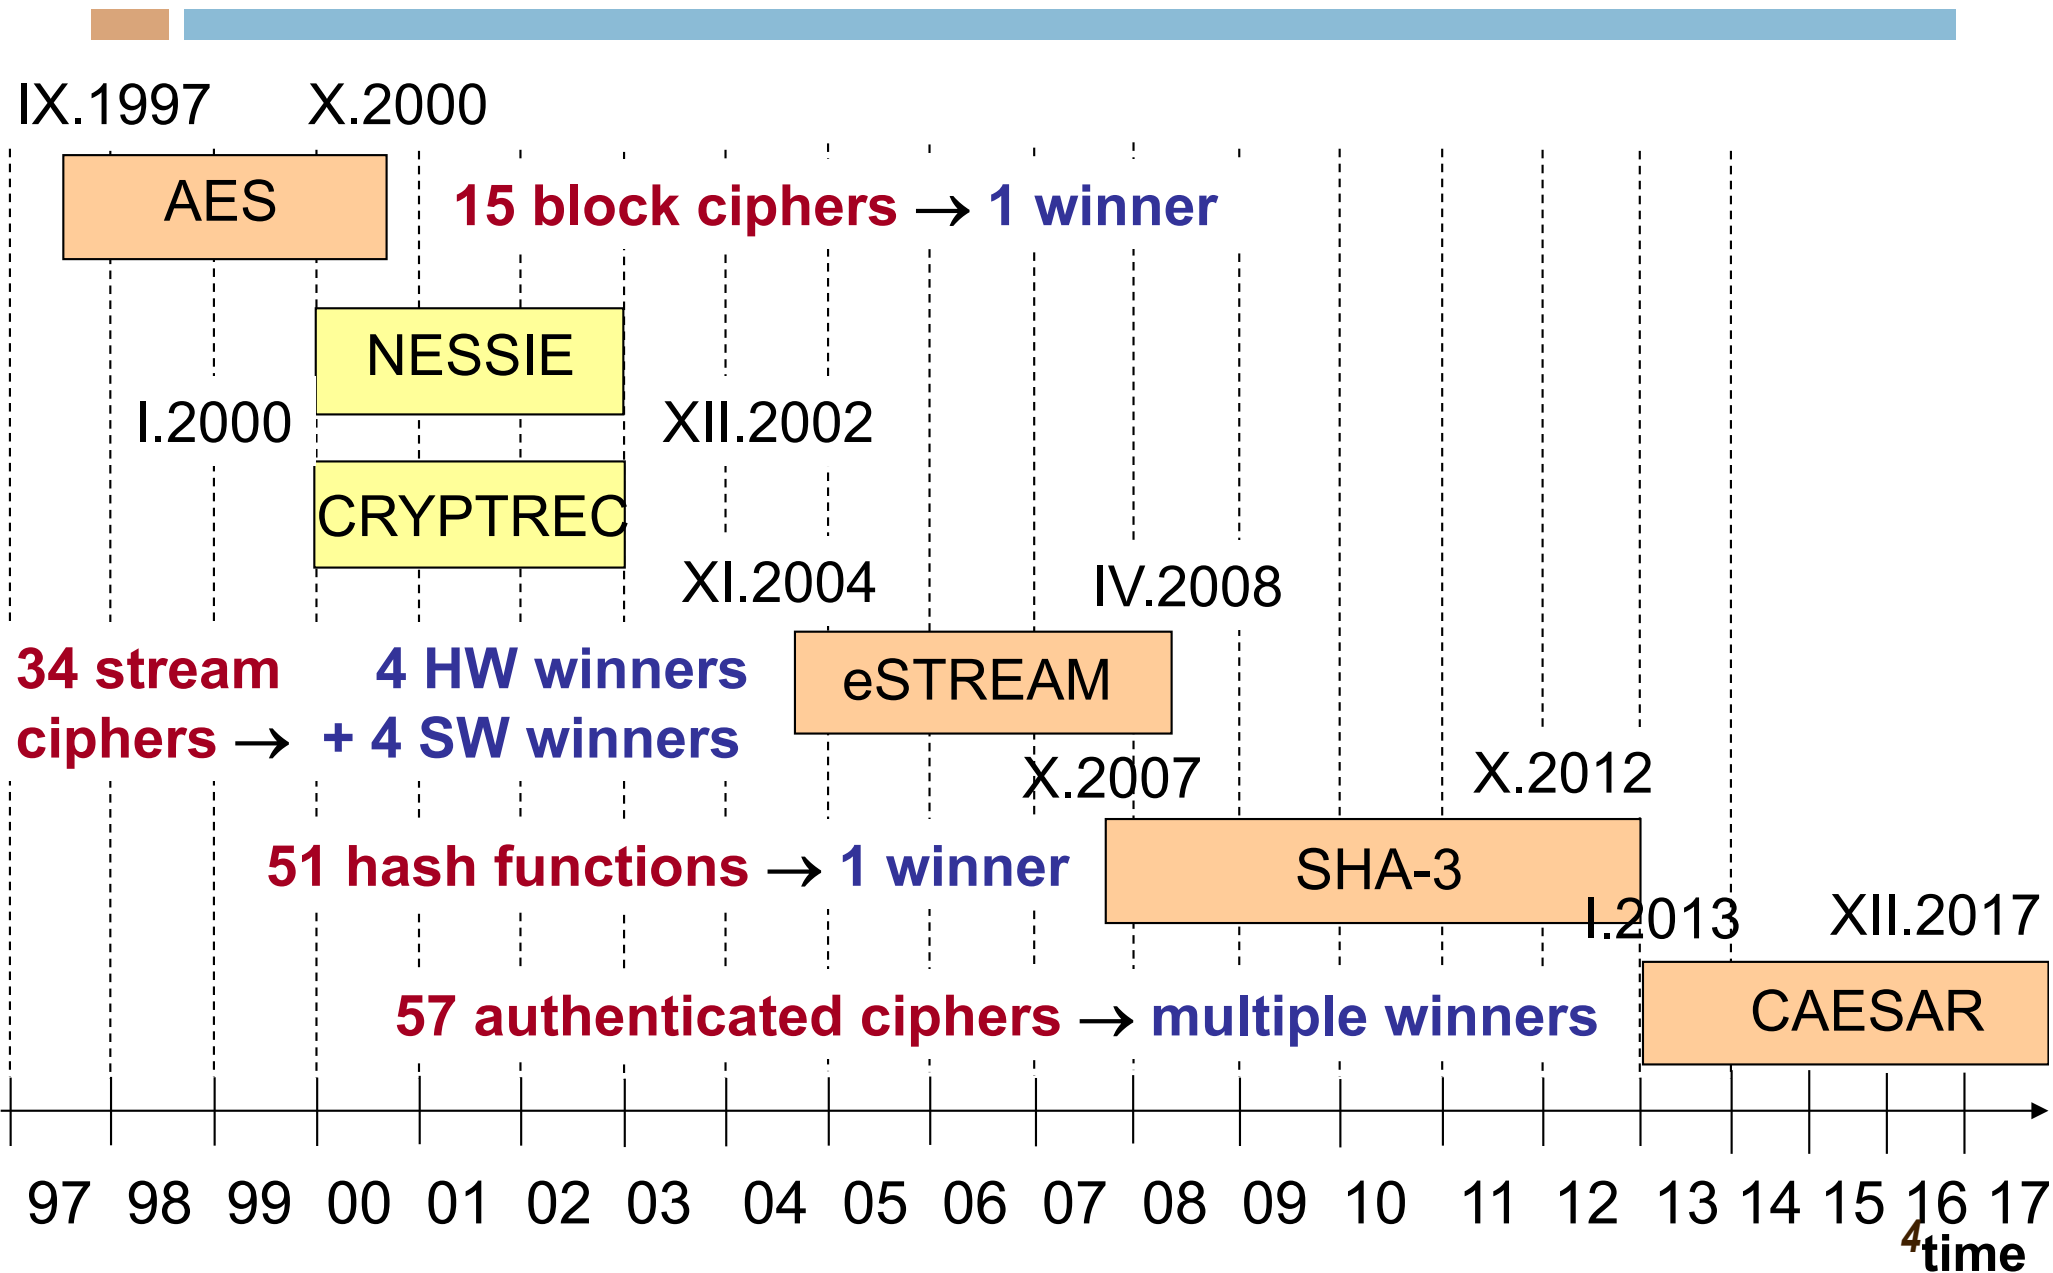 IX.1997 X.2000
AES
15 block ciphers → 1 winner
NESSIE
I.2000 XII.2002
CRYPTREC
XI.2004 IV.2008
34 stream 4 HW winners
ciphers → + 4 SW winners
eSTREAM
X.2007 X.2012
51 hash functions → 1 winner
SHA-3
I.2013 XII.2017
57 authenticated ciphers → multiple winners
CAESAR
97 98 99 00 01 02 03 04 05 06 07 08 09 10 11 12 13 14 15 16 17
4
time